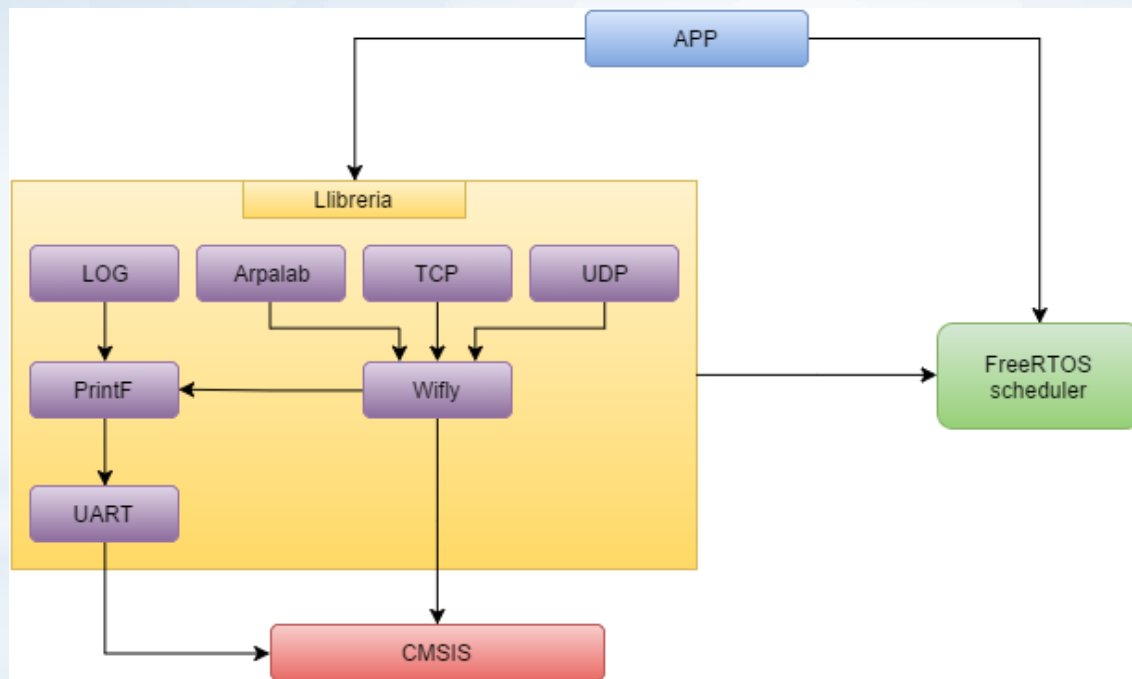 APP
Llibreria
LOG
Arpalab
TCP
UDP
PrintF
Wifly
FreeRTOS
scheduler
UART
CMSIS